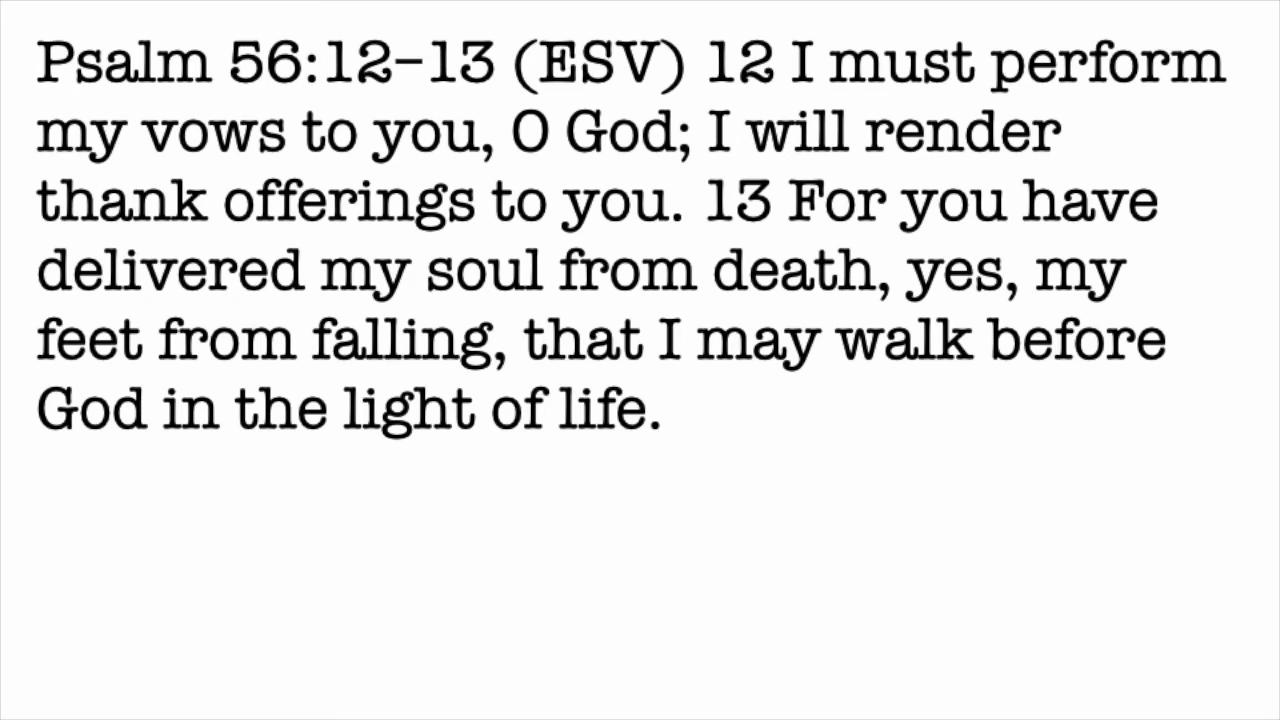 Psalm 56:12–13 (ESV) 12 I must perform
my vows to you, O God; I will render
thank offerings to you. 13 For you have
delivered my soul from death, yes, my
feet from falling, that I may walk before
God in the light of life.